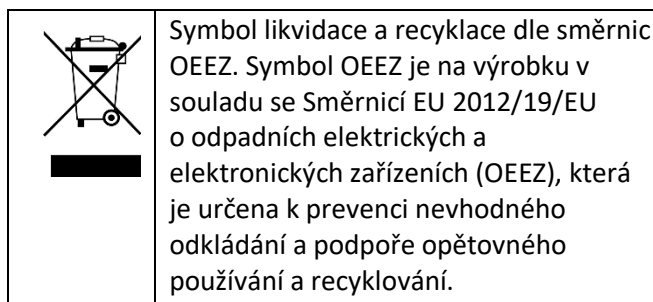 Symbol likvidace a recyklace dle směrnic
OEEZ. Symbol OEEZ je na výrobku v
souladu se Směrnicí EU 2012/19/EU
o odpadních elektrických a
elektronických zařízeních (OEEZ), která
je určena k prevenci nevhodného
odkládání a podpoře opětovného
používání a recyklování.